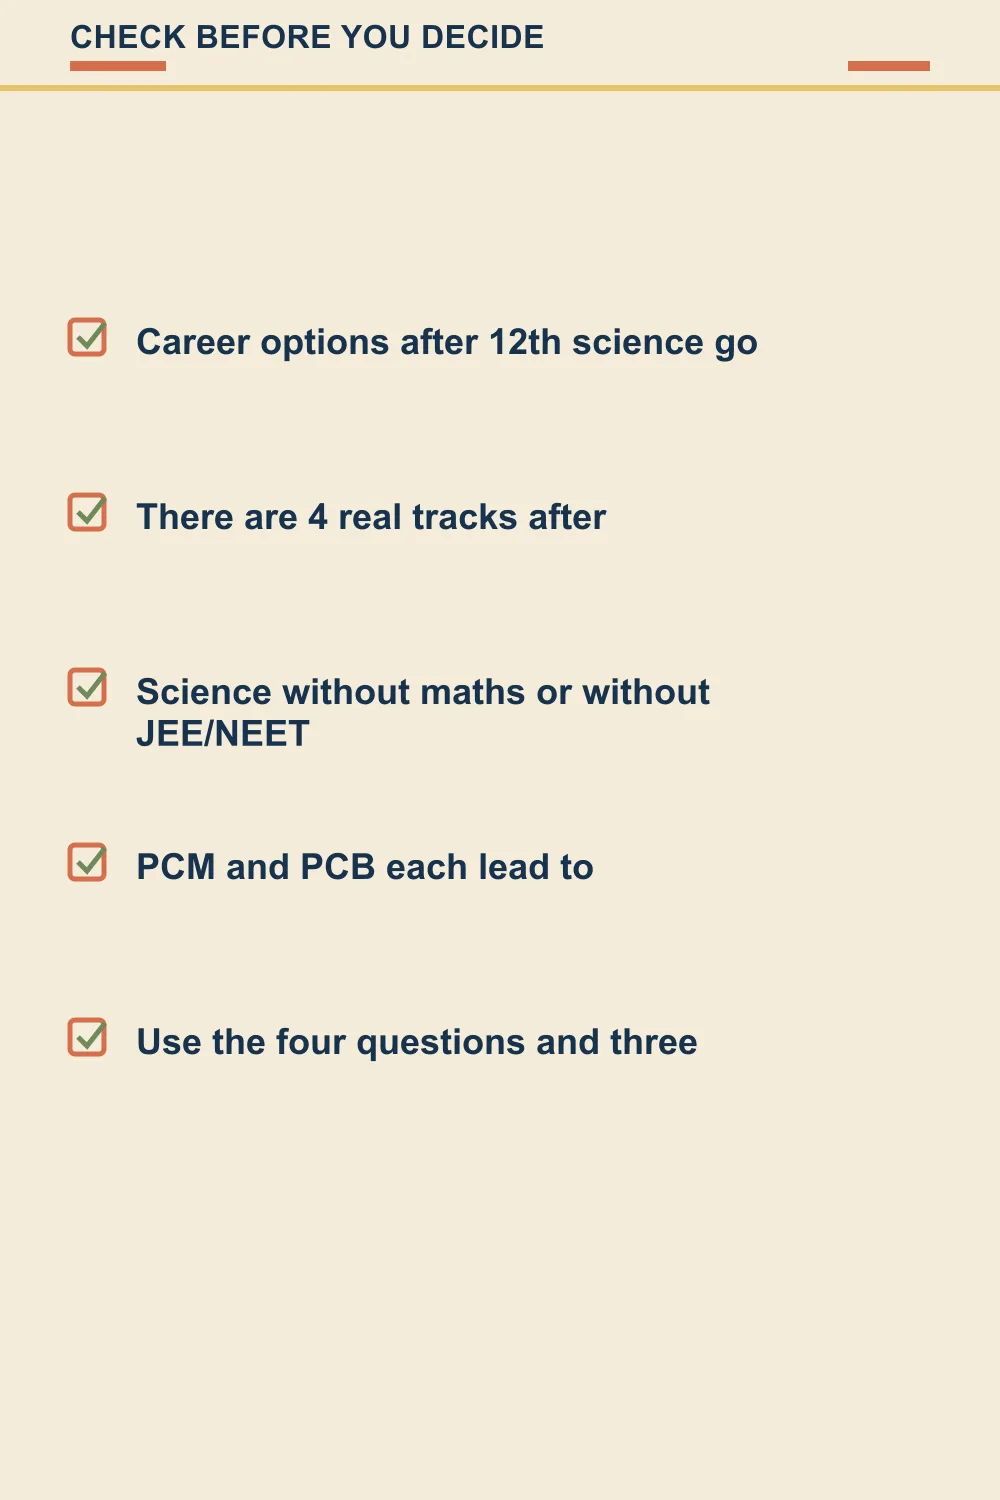 CHECK BEFORE YOU DECIDE
Career options after 12th science go
There are 4 real tracks after
Science without maths or without
JEE/NEET
PCM and PCB each lead to
Use the four questions and three